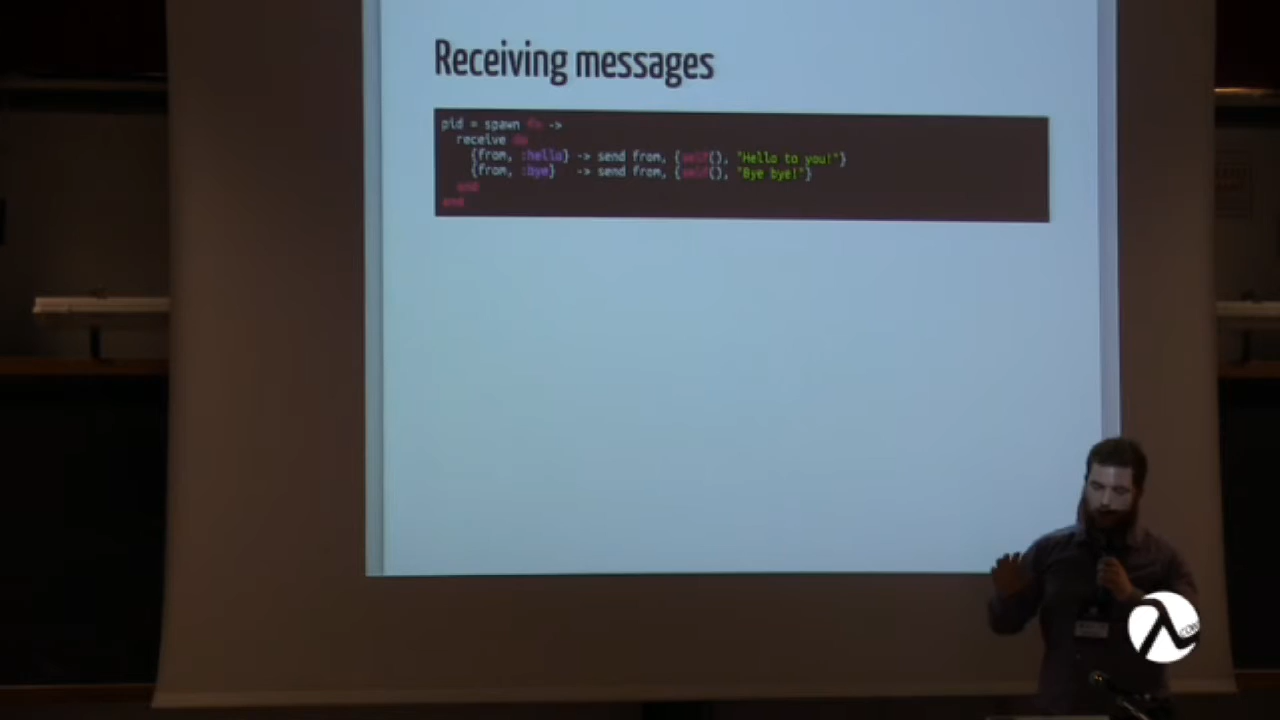 Receiving messages
pid = spawn fn ->
receive do
{from, :hello} -> send from, {self(), "Hello to you!"}
{from, :bye} -> send from, {self(), "Bye bye!"}
end
end
λ
CONF